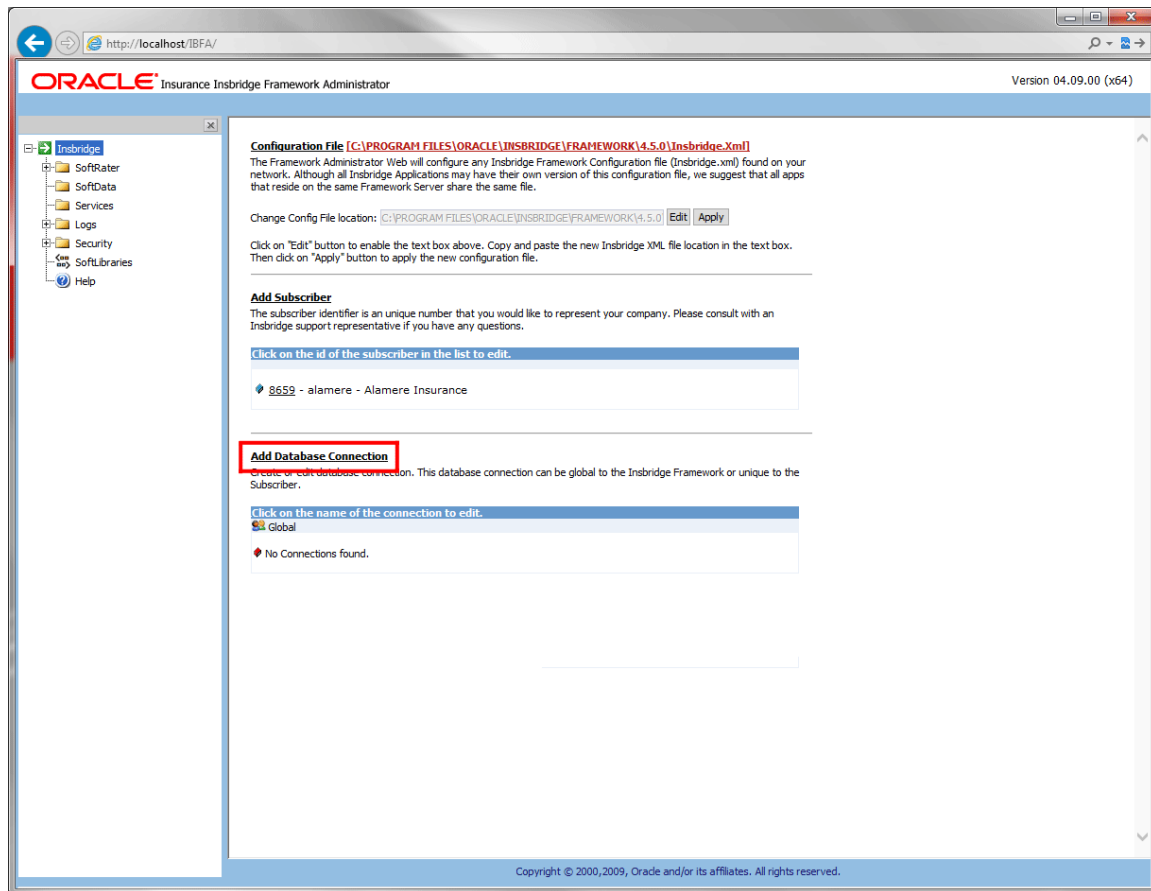 http://localhost/IBFA/
ORACLE Insurance Insbridge Framework Administrator
Version 04.09.00 (x64)
Insbridge
SoftRater
SoftData
Services
Logs
Security
SoftLibraries
Help
Configuration File [C:\PROGRAM FILES\ORACLE\INSBRIDGE\FRAMEWORK\4.5.0\Insbridge.Xml]
The Framework Administrator Web will configure any Insbridge Framework Configuration file (Insbridge.xml) found on your
network. Although all Insbridge Applications may have their own version of this configuration file, we suggest that all apps
that reside on the same Framework Server share the same file.
Change Config File location: C:\PROGRAM FILES\ORACLE\INSBRIDGE\FRAMEWORK\4.5.0 Edit Apply
Click on "Edit" button to enable the text box above. Copy and paste the new Insbridge XML file location in the text box.
Then click on "Apply" button to apply the new configuration file.
Add Subscriber
The subscriber identifier is an unique number that you would like to represent your company. Please consult with an
Insbridge support representative if you have any questions.
Click on the id of the subscriber in the list to edit.
8659 - alamere - Alamere Insurance
Add Database Connection
Create or edit database connection. This database connection can be global to the Insbridge Framework or unique to the
Subscriber.
Click on the name of the connection to edit.
Global
No Connections found.
Copyright © 2000,2009, Oracle and/or its affiliates. All rights reserved.